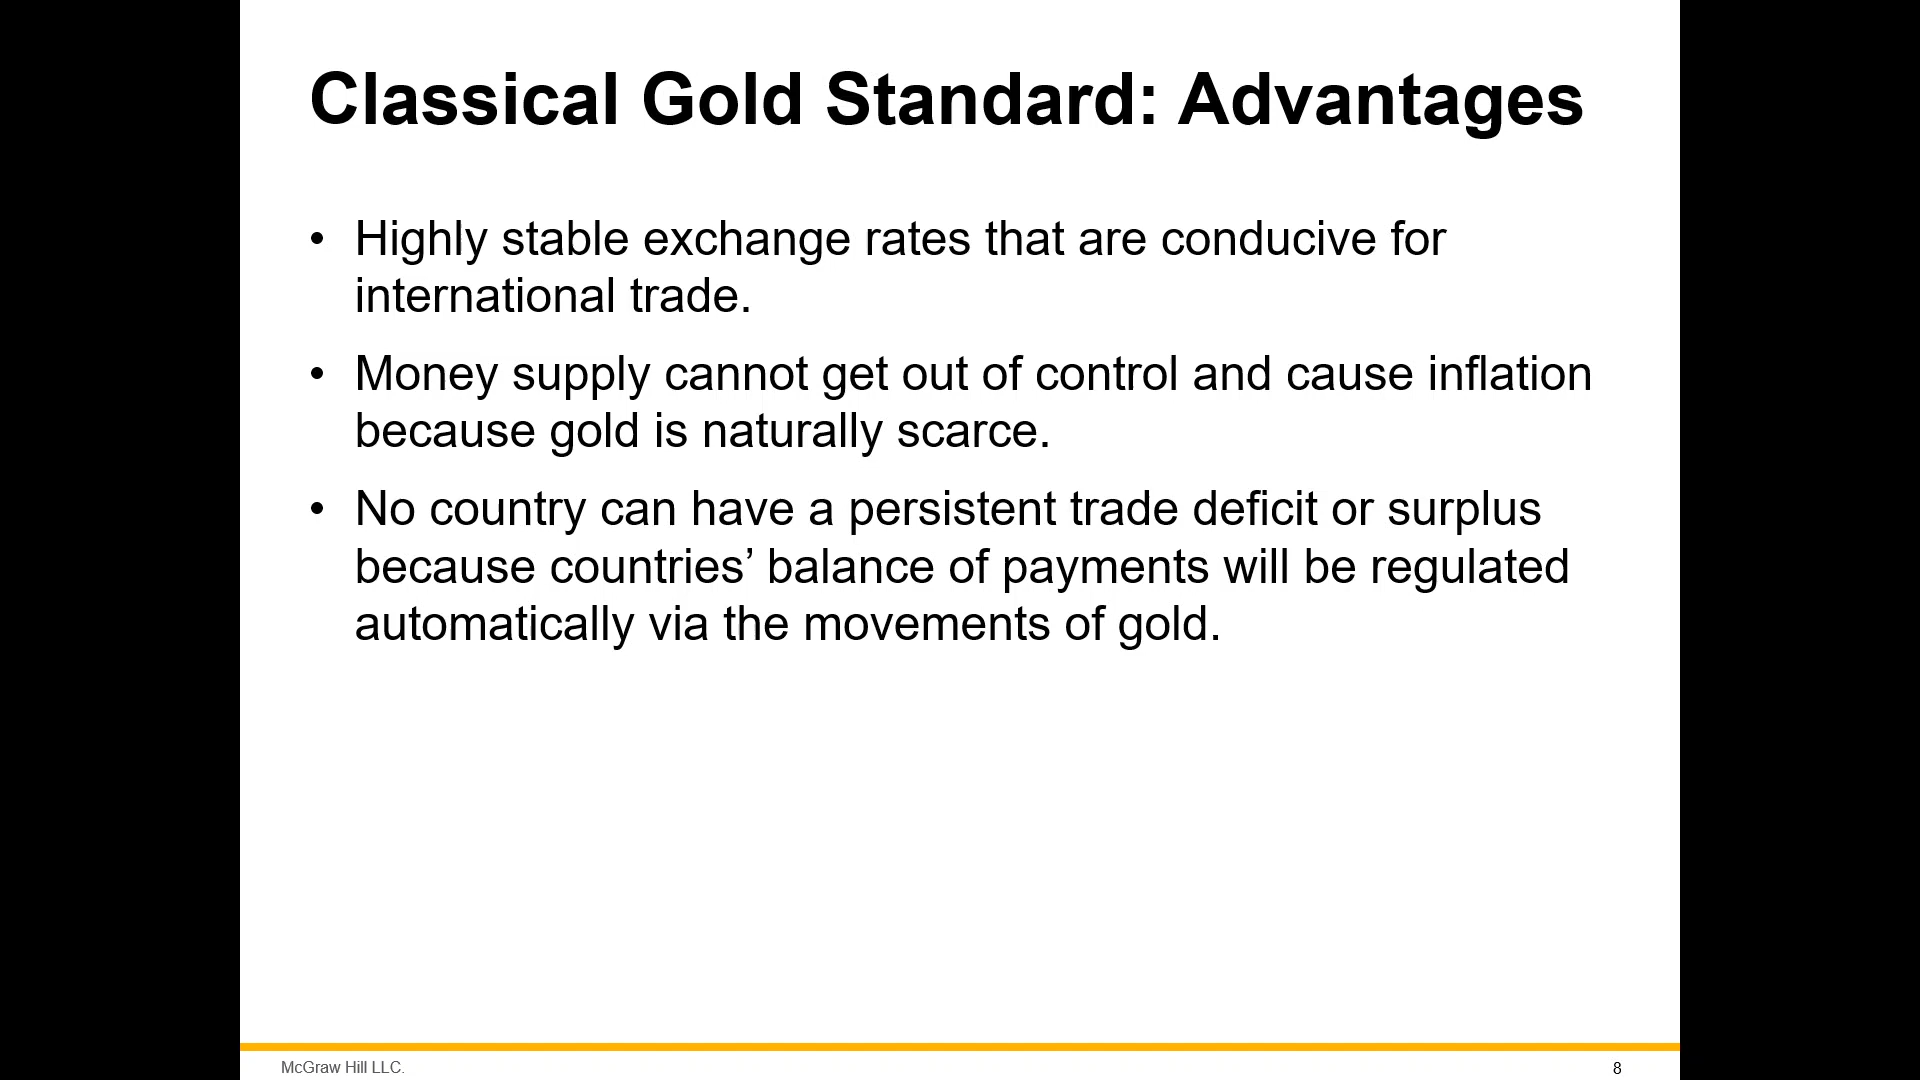 Classical Gold Standard: Advantages
• Highly stable exchange rates that are conducive for
international trade.
• Money supply cannot get out of control and cause inflation
because gold is naturally scarce.
• No country can have a persistent trade deficit or surplus
because countries’ balance of payments will be regulated
automatically via the movements of gold.
McGraw Hill LLC.
8